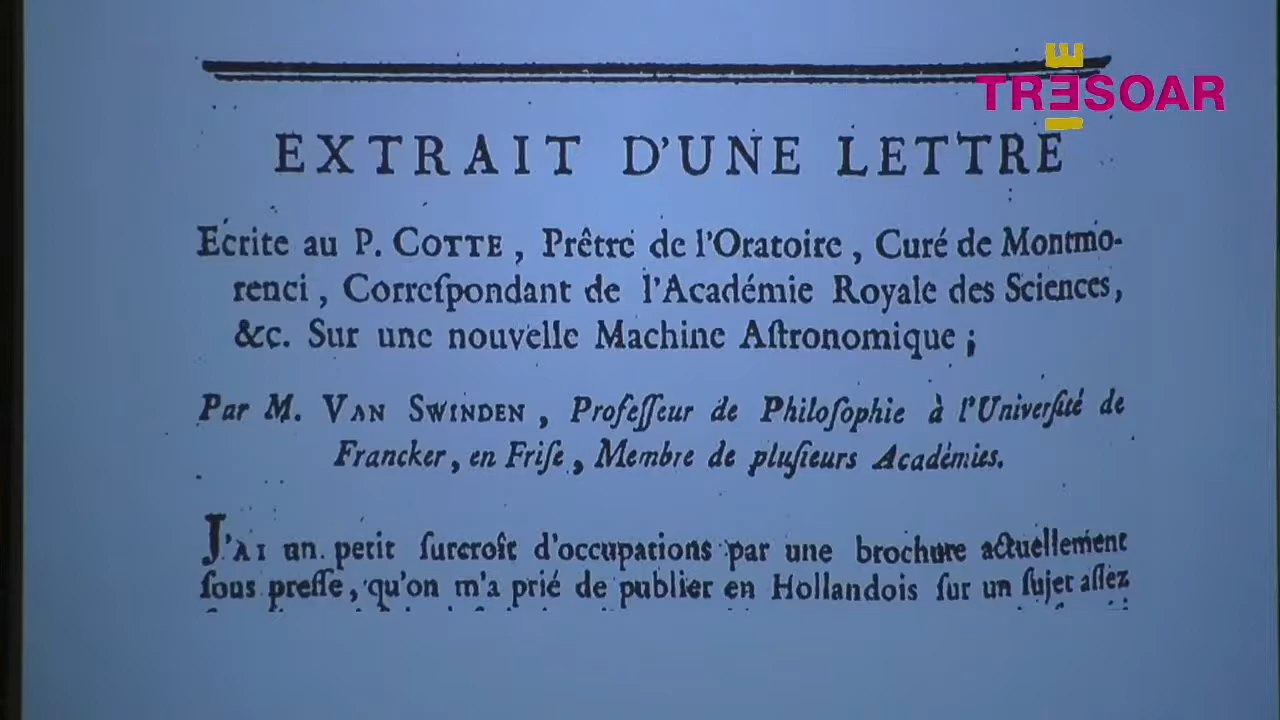 TRESOAR
EXTRAIT D'UNE LETTRE
Ecrite au P. COTTE, Prêtre de l'Oratoire, Curé de Montmo-
renci, Correſpondant de l'Académie Royale des Sciences,
&c. Sur une nouvelle Machine Aſtronomique;
Par M. VAN SWINDEN, Profeſſeur de Philoſophie à l'Univerſité de
Francker, en Friſe, Membre de pluſieurs Académies.
J'AI un petit ſurcroît d'occupations par une brochure actuellement
ſous preſſe, qu'on m'a prié de publier en Hollandois ſur un ſujet aſſez